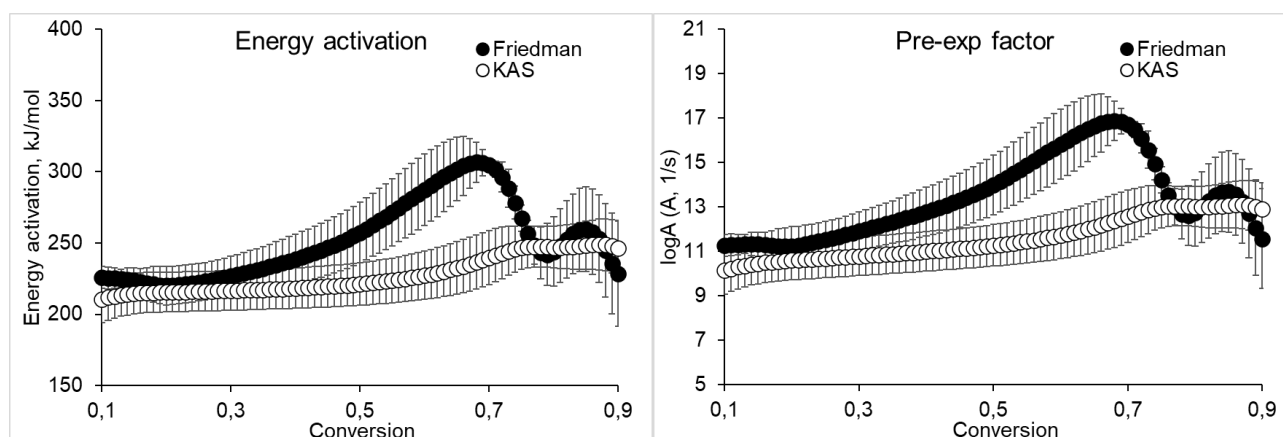 Energy activation
Friedman
KAS
Energy activation, kJ/mol
400
350
300
250
200
150
0,1 0,3 0,5 0,7 0,9
Conversion
Pre-exp factor
Friedman
KAS
logA (A, 1/s)
21
19
17
15
13
11
9
7
5
0,1 0,3 0,5 0,7 0,9
Conversion